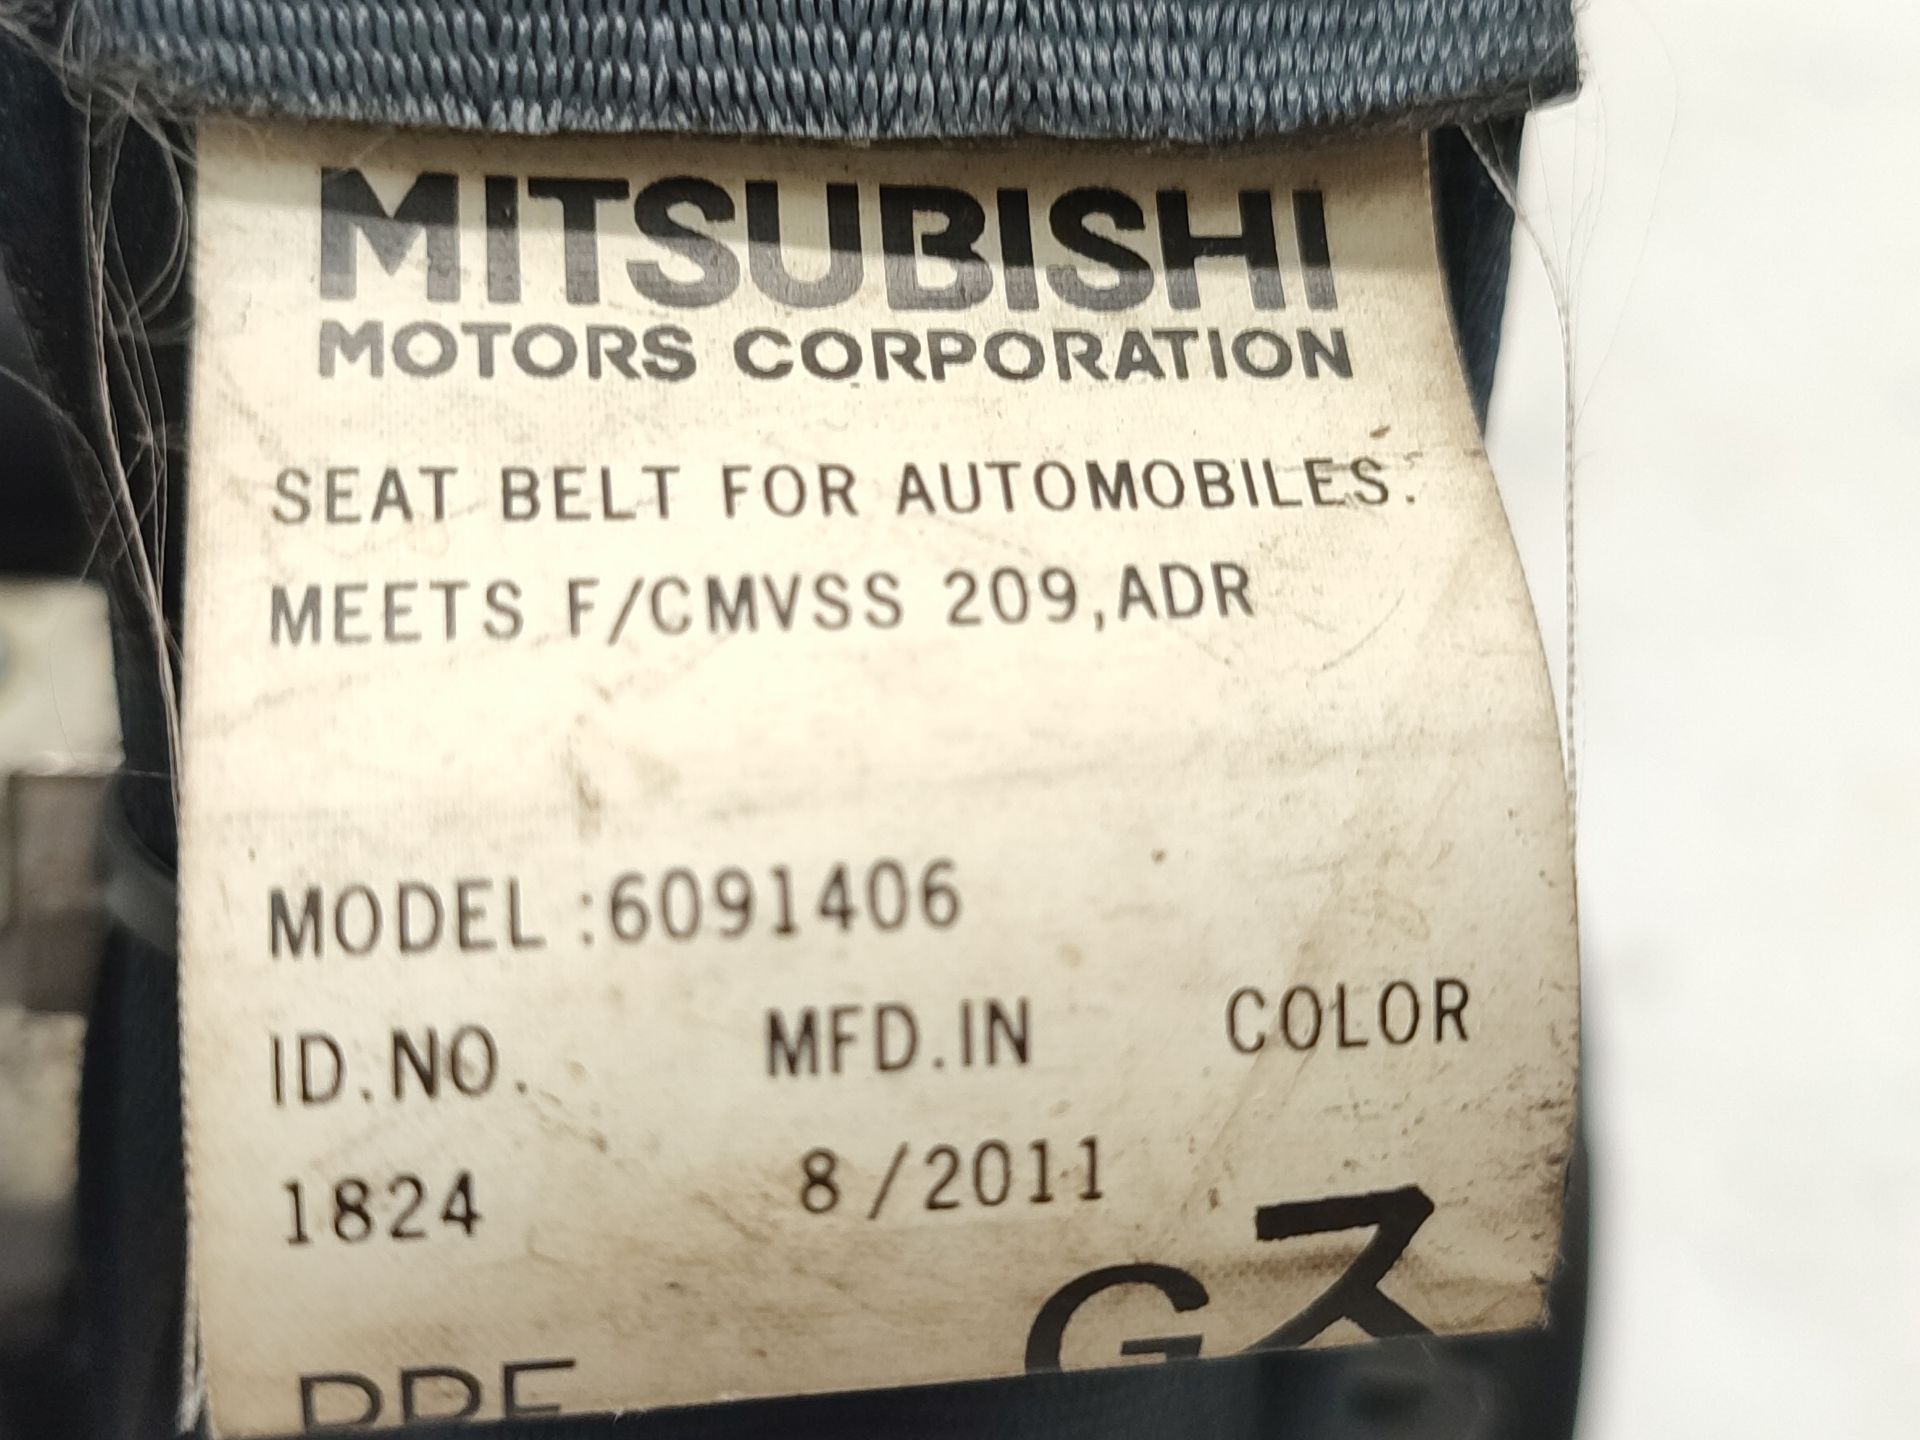 MITSUBISHI
MOTORS CORPORATION
SEAT BELT FOR AUTOMOBILES.
MEETS F/CMVSS 209,ADR
MODEL :6091406
ID.NO. MFD.IN COLOR
1824 8/2011
G ス